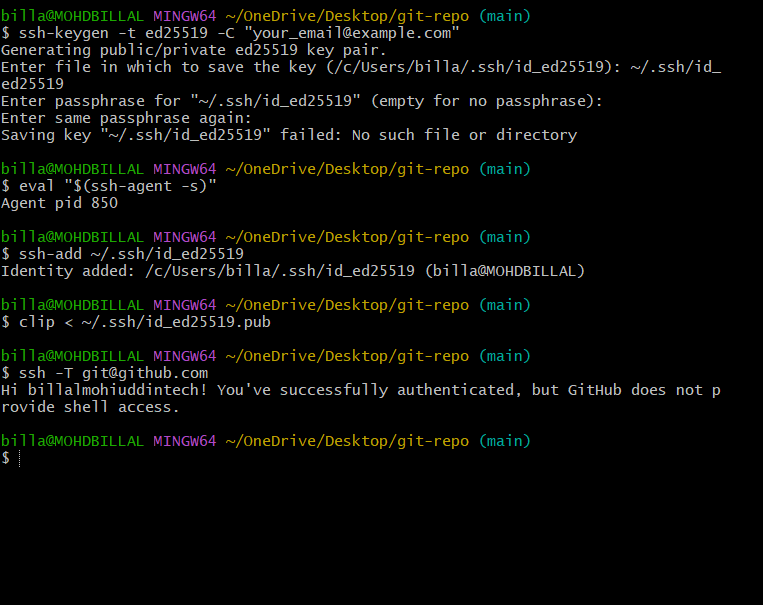 billa@MOHDBILLAL MINGW64 ~/OneDrive/Desktop/git-repo (main)
$ ssh-keygen -t ed25519 -C "your_email@example.com"
Generating public/private ed25519 key pair.
Enter file in which to save the key (/c/Users/billa/.ssh/id_ed25519): ~/.ssh/id_
ed25519
Enter passphrase for "~/.ssh/id_ed25519" (empty for no passphrase):
Enter same passphrase again:
Saving key "~/.ssh/id_ed25519" failed: No such file or directory
billa@MOHDBILLAL MINGW64 ~/OneDrive/Desktop/git-repo (main)
$ eval "$(ssh-agent -s)"
Agent pid 850
billa@MOHDBILLAL MINGW64 ~/OneDrive/Desktop/git-repo (main)
$ ssh-add ~/.ssh/id_ed25519
Identity added: /c/Users/billa/.ssh/id_ed25519 (billa@MOHDBILLAL)
billa@MOHDBILLAL MINGW64 ~/OneDrive/Desktop/git-repo (main)
$ clip < ~/.ssh/id_ed25519.pub
billa@MOHDBILLAL MINGW64 ~/OneDrive/Desktop/git-repo (main)
$ ssh -T git@github.com
Hi billalmohiuddintech! You've successfully authenticated, but GitHub does not p
rovide shell access.
billa@MOHDBILLAL MINGW64 ~/OneDrive/Desktop/git-repo (main)
$